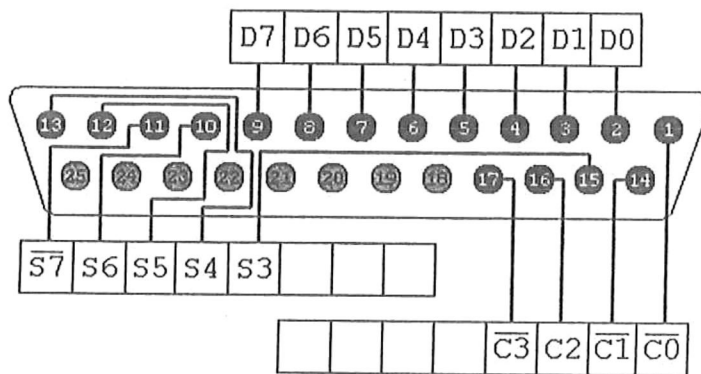 D7 D6 D5 D4 D3 D2 D1 D0
13 12 11 10 9 8 7 6 5 4 3 2 1
25 24 23 22 21 20 19 18 17 16 15 14
S̅7̅ S6 S5 S4 S3
C̅3̅ C2 C̅1̅ C̅0̅